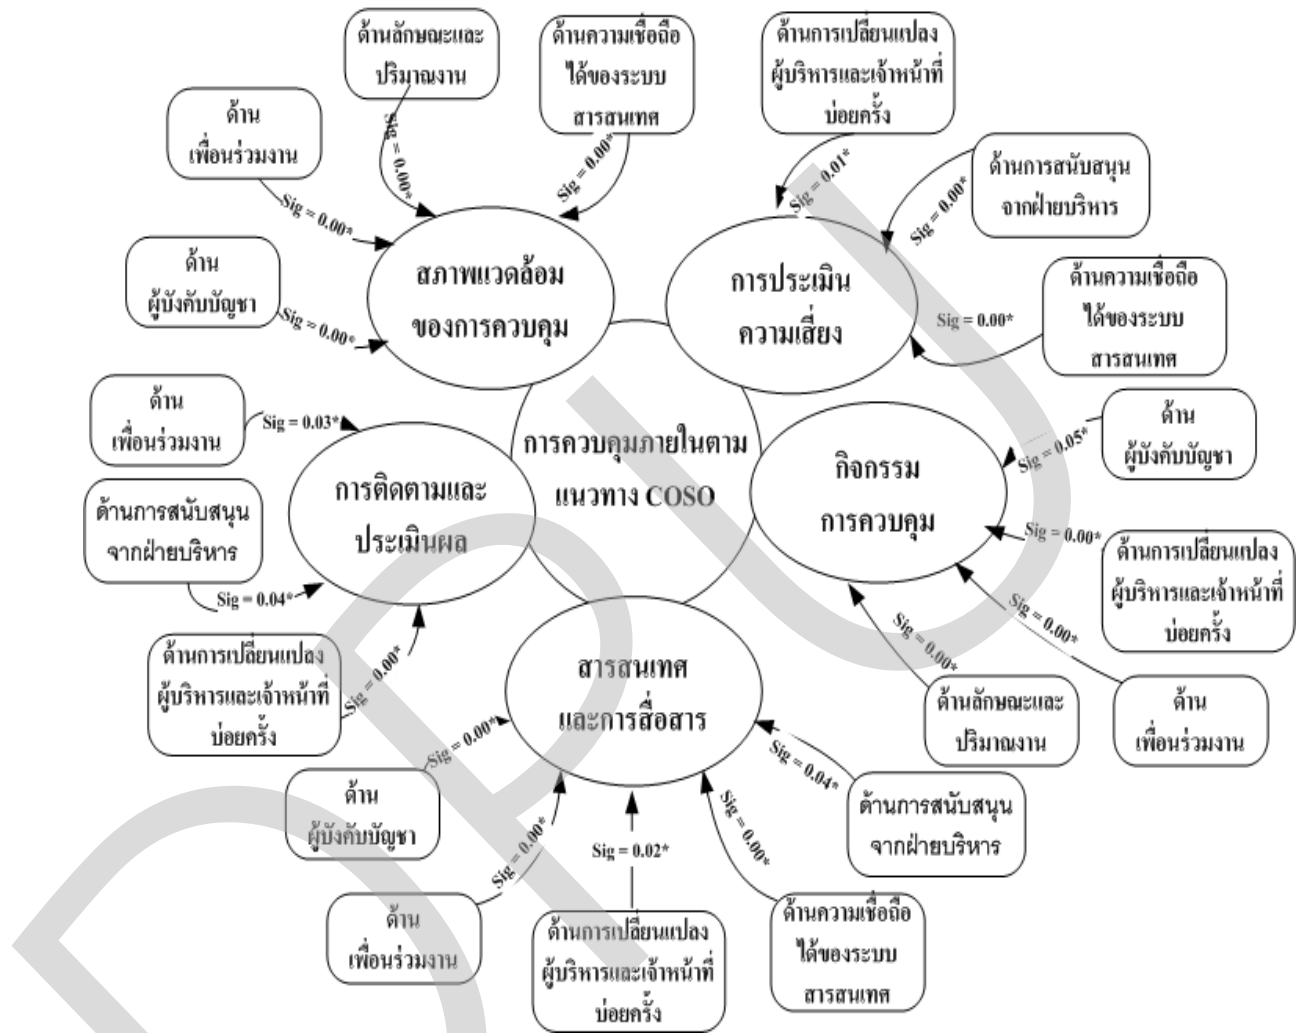 ด้านลักษณะและ
ปริมาณงาน
Sig = 0.00*
ด้านความเชื่อถือ
ได้ของระบบ
สารสนเทศ
Sig = 0.00*
ด้าน
เพื่อนร่วมงาน
Sig = 0.00*
ด้าน
ผู้บังคับบัญชา
Sig = 0.00*
สภาพแวดล้อม
ของการควบคุม
ด้านการเปลี่ยนแปลง
ผู้บริหารและเจ้าหน้าที่
บ่อยครั้ง
Sig = 0.01*
ด้านการสนับสนุน
จากฝ่ายบริหาร
Sig = 0.00*
ด้านความเชื่อถือ
ได้ของระบบ
สารสนเทศ
Sig = 0.00*
การประเมิน
ความเสี่ยง
การควบคุมภายในตาม
แนวทาง COSO
ด้าน
เพื่อนร่วมงาน
Sig = 0.03*
ด้านการสนับสนุน
จากฝ่ายบริหาร
Sig = 0.04*
ด้านการเปลี่ยนแปลง
ผู้บริหารและเจ้าหน้าที่
บ่อยครั้ง
Sig = 0.00*
การติดตามและ
ประเมินผล
ด้าน
ผู้บังคับบัญชา
Sig = 0.05*
ด้านการเปลี่ยนแปลง
ผู้บริหารและเจ้าหน้าที่
บ่อยครั้ง
Sig = 0.00*
ด้าน
เพื่อนร่วมงาน
Sig = 0.00*
ด้านลักษณะและ
ปริมาณงาน
Sig = 0.00*
กิจกรรม
การควบคุม
สารสนเทศ
และการสื่อสาร
ด้าน
ผู้บังคับบัญชา
Sig = 0.00*
ด้าน
เพื่อนร่วมงาน
Sig = 0.00*
ด้านการเปลี่ยนแปลง
ผู้บริหารและเจ้าหน้าที่
บ่อยครั้ง
Sig = 0.02*
ด้านความเชื่อถือ
ได้ของระบบ
สารสนเทศ
Sig = 0.00*
ด้านการสนับสนุน
จากฝ่ายบริหาร
Sig = 0.04*
DPU